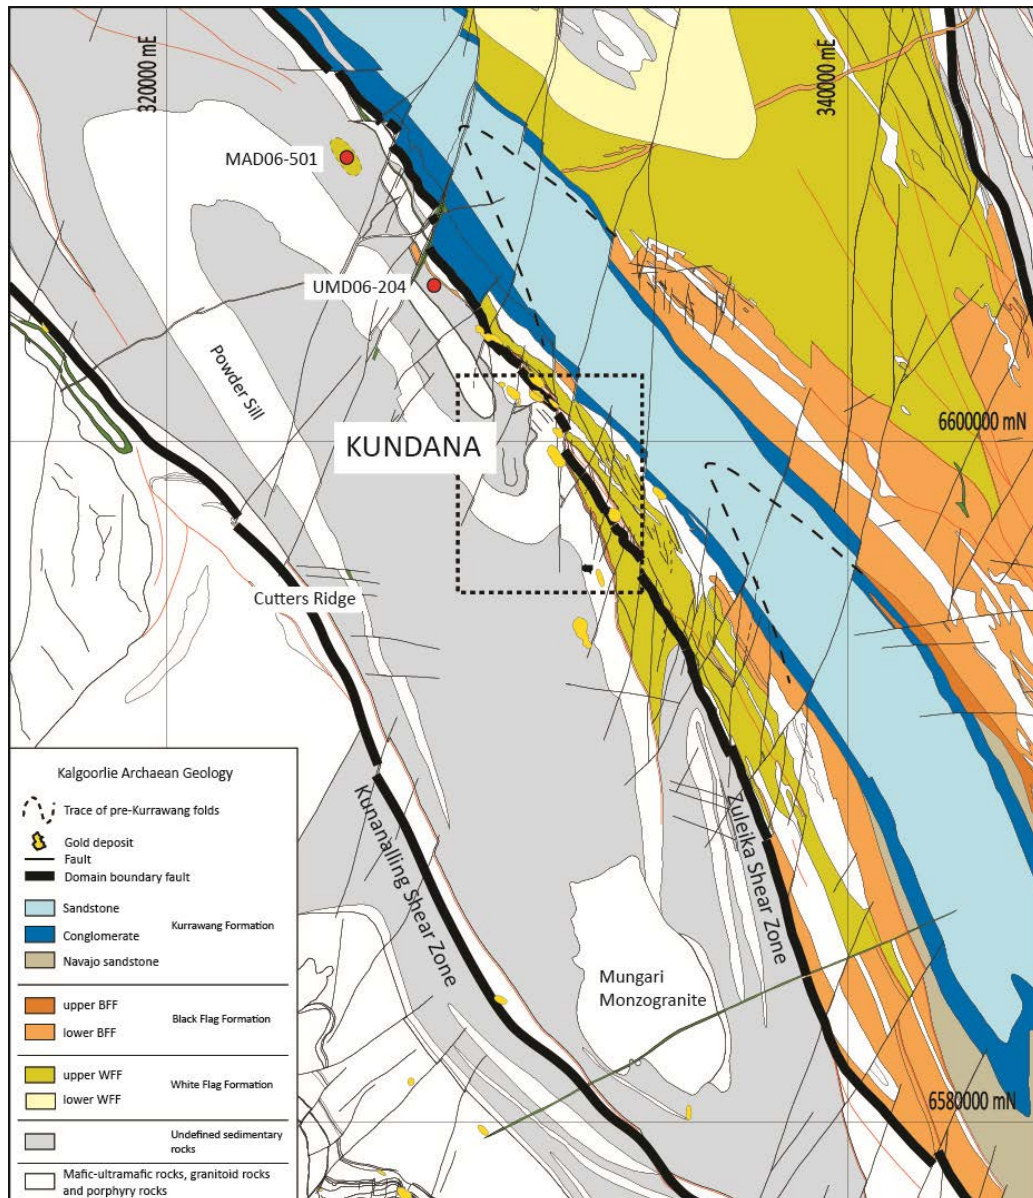 320000 mE
340000 mE
MAD06-501
UMD06-204
Powder Sill
6600000 mN
KUNDANA
Cutters Ridge
Kunanalling Shear Zone
Zuleika Shear Zone
Mungari
Monzogranite
6580000 mN
Kalgoorlie Archaean Geology
Trace of pre-Kurrawang folds
Gold deposit
Fault
Domain boundary fault
Sandstone
Conglomerate
Kurrawang Formation
Navajo sandstone
upper BFF
lower BFF
Black Flag Formation
upper WFF
lower WFF
White Flag Formation
Undefined sedimentary
rocks
Mafic-ultramafic rocks, granitoid rocks
and porphyry rocks